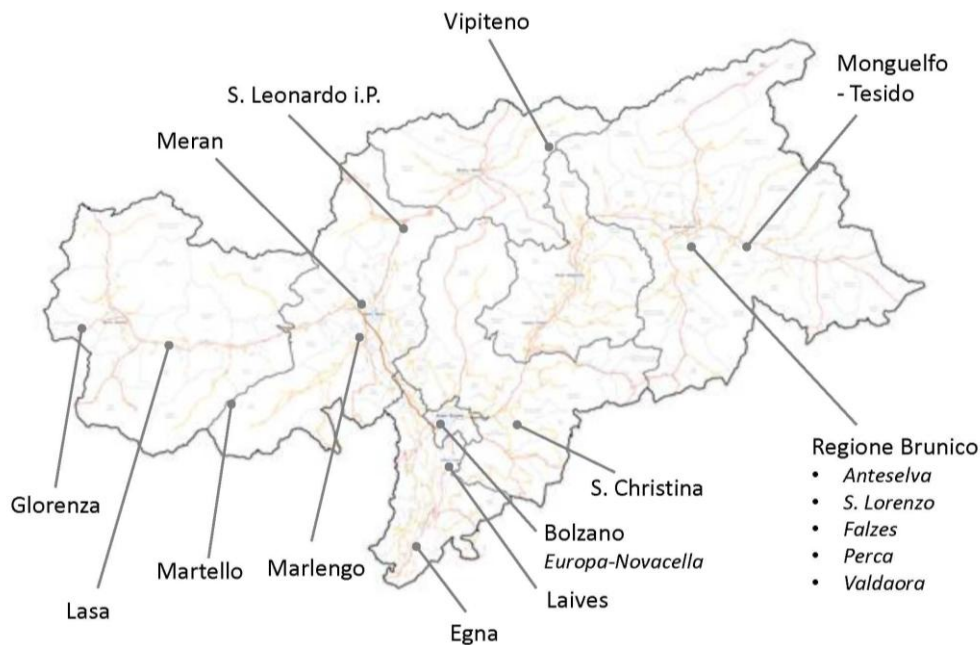 Vipiteno
Monguelfo
- Tesido
S. Leonardo i.P.
Meran
Regione Brunico
• Anteselva
• S. Lorenzo
• Falzes
• Perca
• Valdaora
S. Christina
Glorenza
Bolzano
Europa-Novacella
Martello
Marlengo
Lasa
Laives
Egna